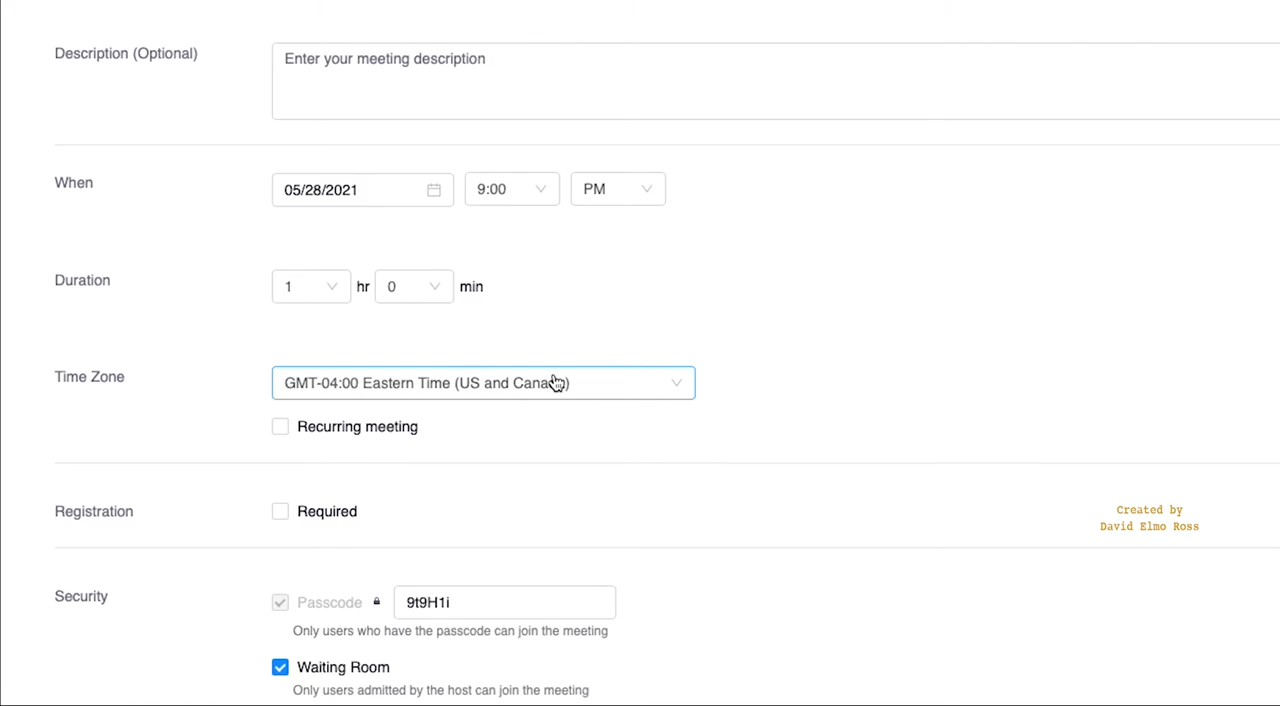 Description (Optional)
Enter your meeting description
When
05/28/2021 9:00 PM
Duration
1 hr 0 min
Time Zone
GMT-04:00 Eastern Time (US and Canada)
Recurring meeting
Registration
Required
Created by
David Elmo Ross
Security
Passcode 9t9H1i
Only users who have the passcode can join the meeting
Waiting Room
Only users admitted by the host can join the meeting